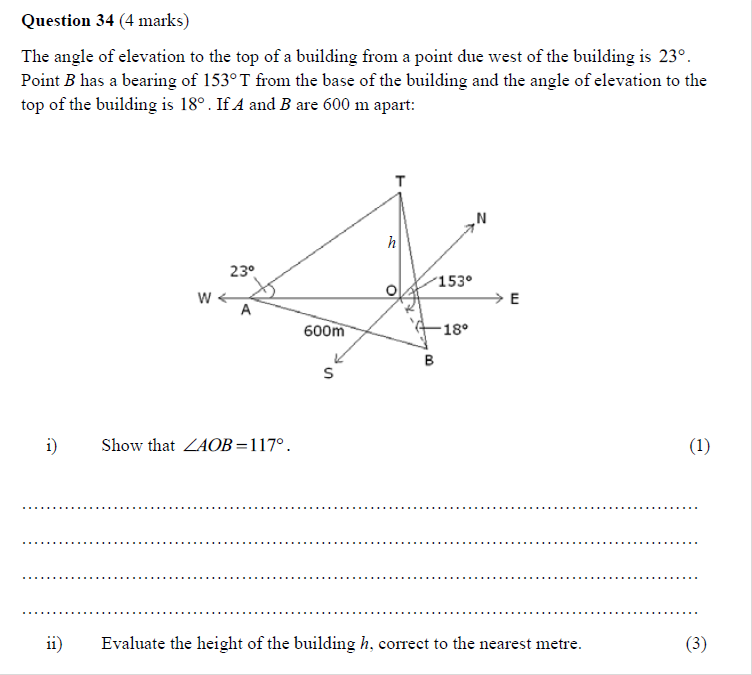 Question 34 (4 marks)
The angle of elevation to the top of a building from a point due west of the building is 23°.
Point B has a bearing of 153°T from the base of the building and the angle of elevation to the
top of the building is 18°. If A and B are 600 m apart:
T
N
h
23°
153°
O
W
E
A
600m
18°
B
S
i) Show that ∠AOB=117°. (1)
ii) Evaluate the height of the building h, correct to the nearest metre. (3)